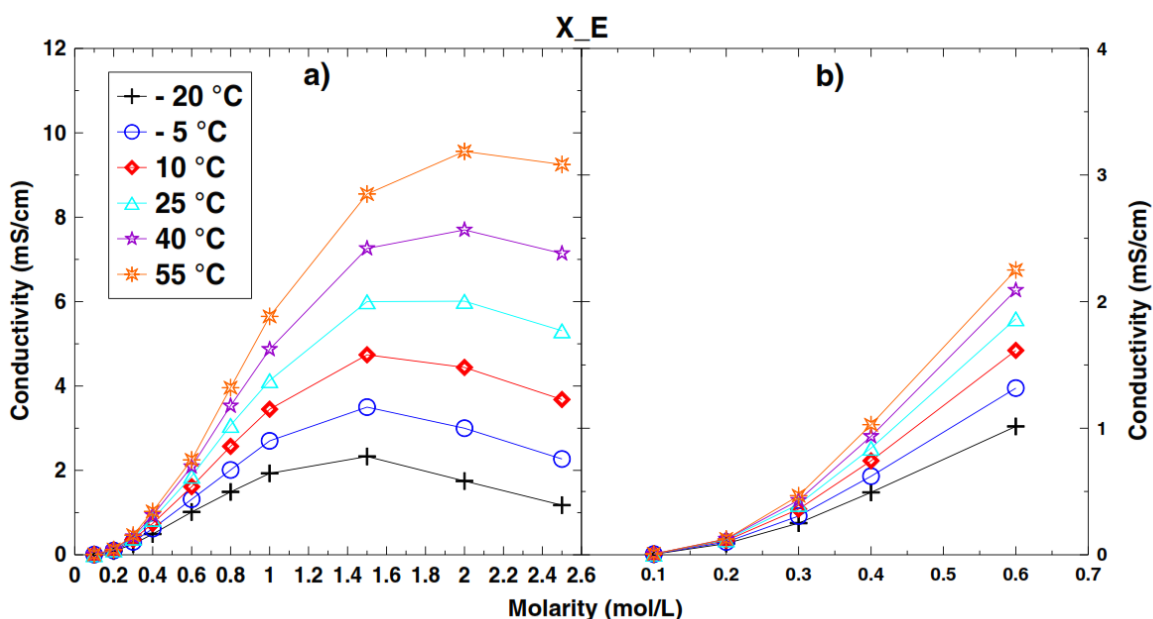 X_E
a)
b)
- 20 °C
- 5 °C
10 °C
25 °C
40 °C
55 °C
Conductivity (mS/cm)
12
10
8
6
4
2
0
0 0.2 0.4 0.6 0.8 1 1.2 1.4 1.6 1.8 2 2.2 2.4 2.6
0.1 0.2 0.3 0.4 0.5 0.6 0.7
4
3
2
1
0
Conductivity (mS/cm)
Molarity (mol/L)